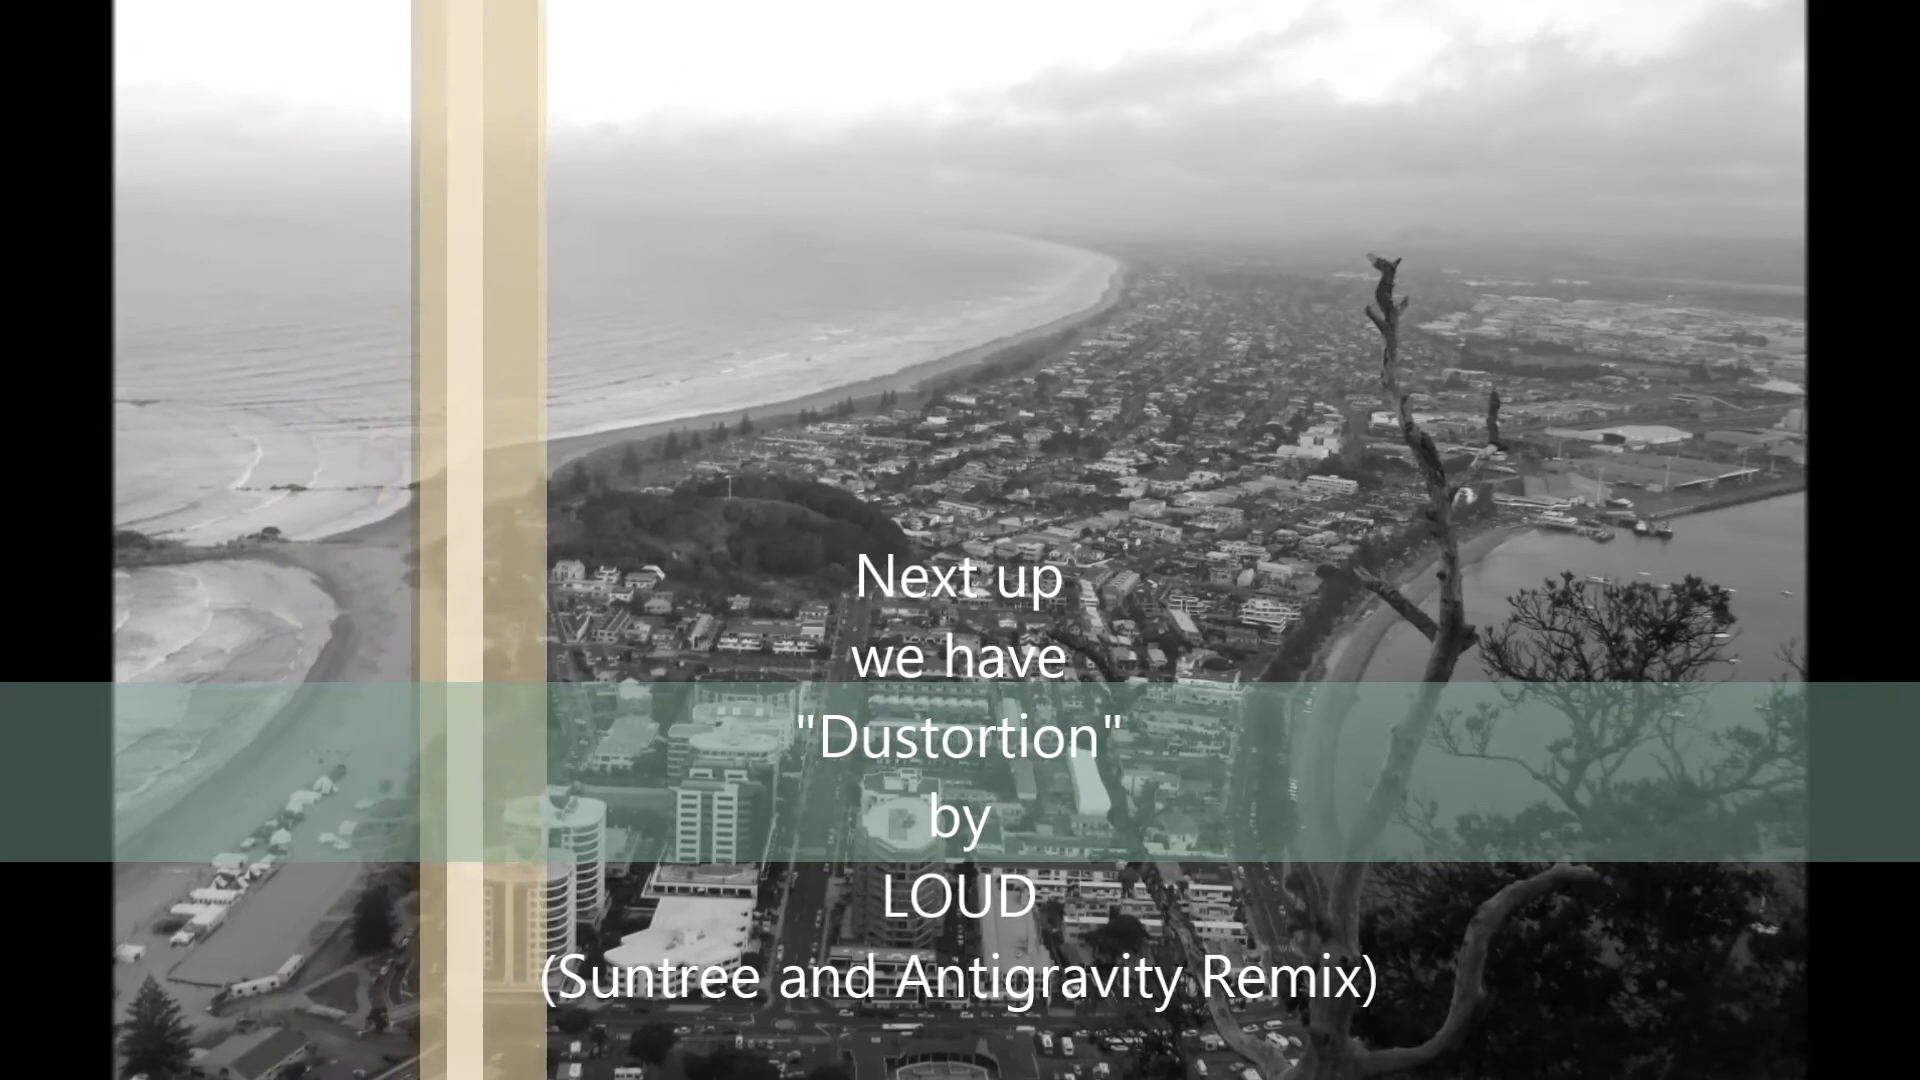 Next up
we have
"Dustortion"
by
LOUD
(Suntree and Antigravity Remix)